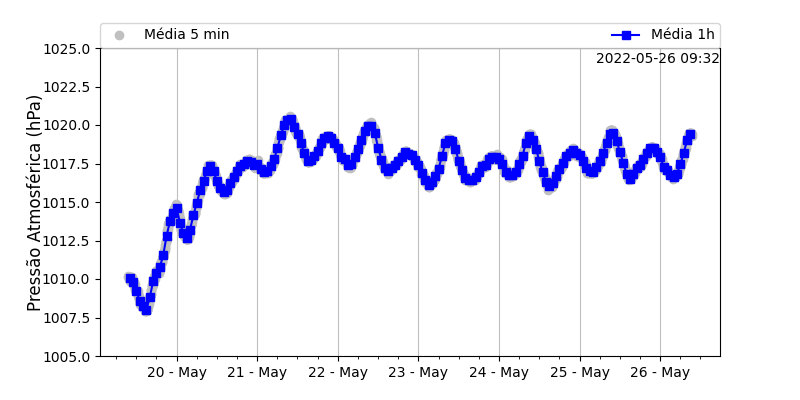 Média 5 min
Média 1h
2022-05-26 09:32
Pressão Atmosférica (hPa)
1025.0
1022.5
1020.0
1017.5
1015.0
1012.5
1010.0
1007.5
1005.0
20 - May
21 - May
22 - May
23 - May
24 - May
25 - May
26 - May